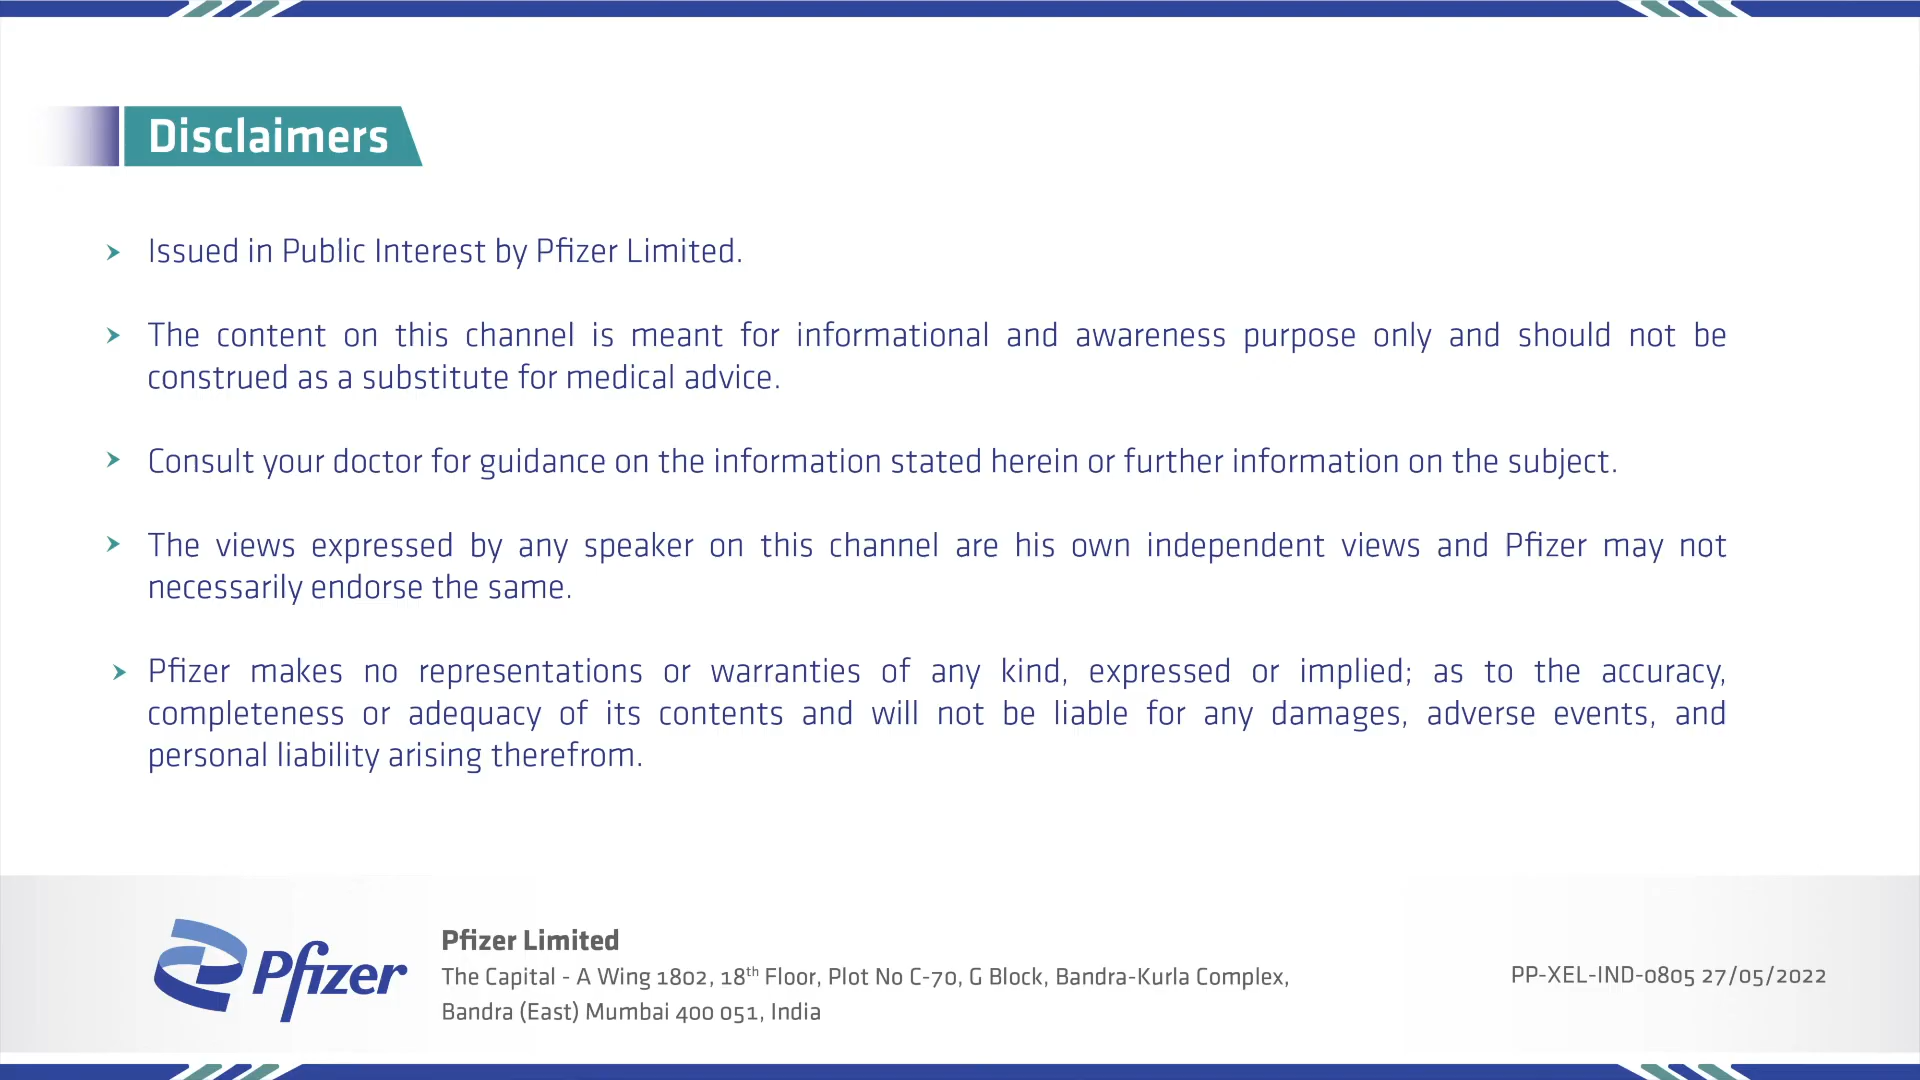 Disclaimers
Issued in Public Interest by Pfizer Limited.
The content on this channel is meant for informational and awareness purpose only and should not be
construed as a substitute for medical advice.
Consult your doctor for guidance on the information stated herein or further information on the subject.
The views expressed by any speaker on this channel are his own independent views and Pfizer may not
necessarily endorse the same.
Pfizer makes no representations or warranties of any kind, expressed or implied; as to the accuracy,
completeness or adequacy of its contents and will not be liable for any damages, adverse events, and
personal liability arising therefrom.
Pfizer
Pfizer Limited
The Capital - A Wing 1802, 18th Floor, Plot No C-70, G Block, Bandra-Kurla Complex,
Bandra (East) Mumbai 400 051, India
PP-XEL-IND-0805 27/05/2022